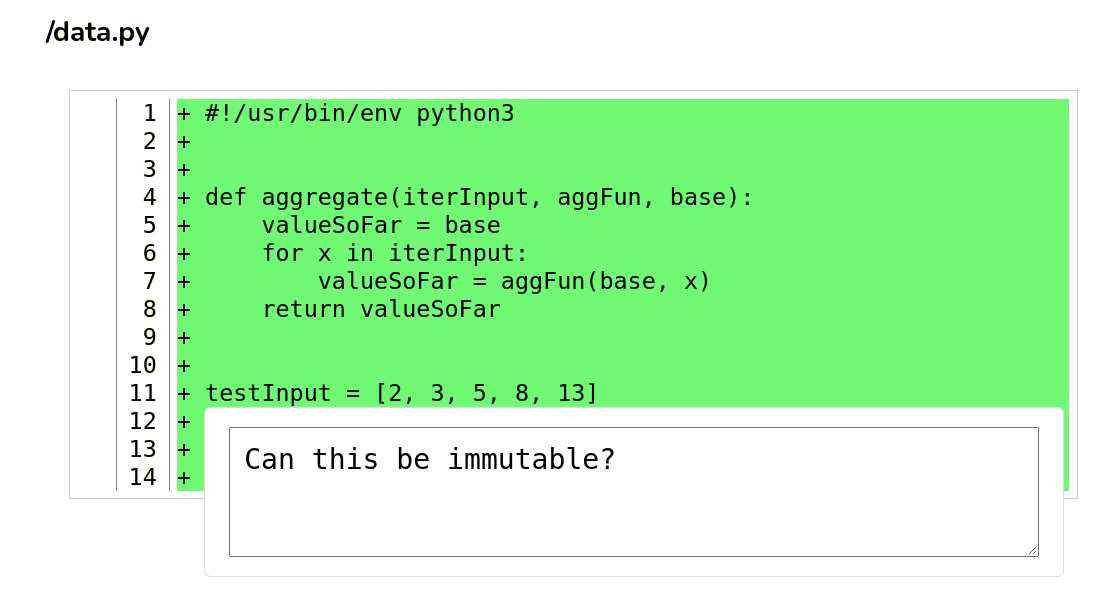 /data.py
1 + #!/usr/bin/env python3
2 +
3 +
4 + def aggregate(iterInput, aggFun, base):
5 +     valueSoFar = base
6 +     for x in iterInput:
7 +         valueSoFar = aggFun(base, x)
8 +     return valueSoFar
9 +
10 +
11 + testInput = [2, 3, 5, 8, 13]
12 +
13 +
14 +
Can this be immutable?